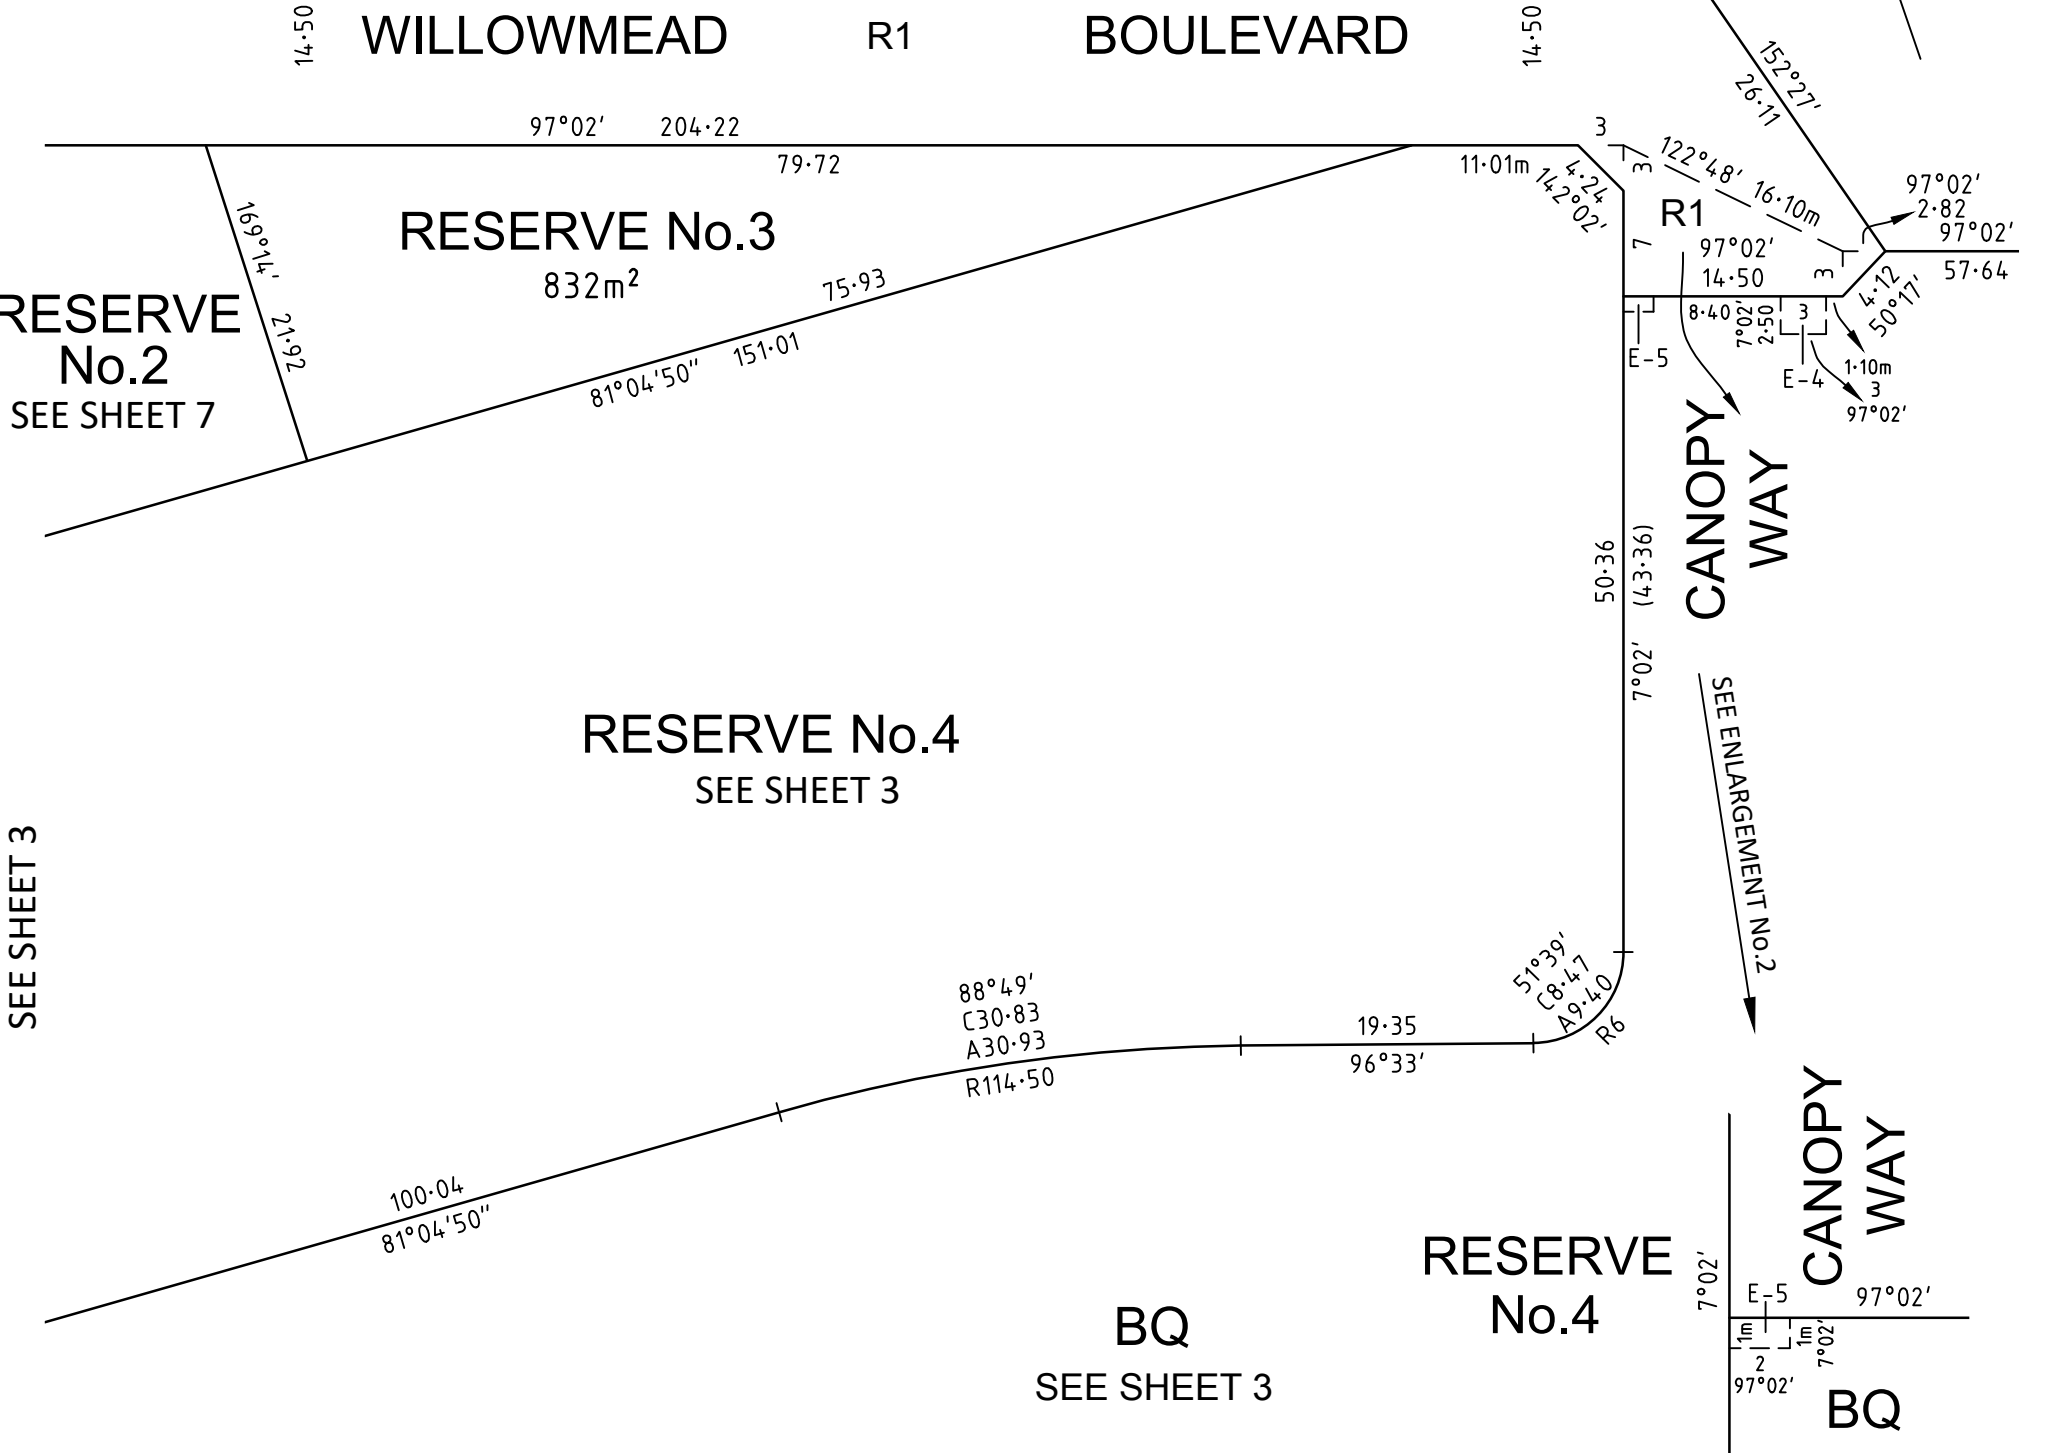 14·50
WILLOWMEAD R1 BOULEVARD
14·50
152°27'
26·11
97°02' 204·22
79·72
11·01m
3
3
4·24
142°02'
122°48' 16·10m
R1
7
97°02'
2·82
97°02'
57·64
97°02'
14·50
3
4·12
50°17'
169°14'
21·92
RESERVE No.3
832m²
75·93
81°04'50" 151·01
RESERVE
No.2
SEE SHEET 7
E-5
8·40
7°02'
2·50
3
E-4
1·10m
3
97°02'
CANOPY
WAY
50·36
(43·36)
7°02'
SEE ENLARGEMENT No.2
RESERVE No.4
SEE SHEET 3
SEE SHEET 3
88°49'
C30·83
A30·93
R114·50
19·35
96°33'
51°39'
C8·47
A9·40
R6
100·04
81°04'50"
BQ
SEE SHEET 3
RESERVE
No.4
CANOPY
WAY
7°02'
E-5
97°02'
1m
1m
7°02'
2
97°02'
BQ